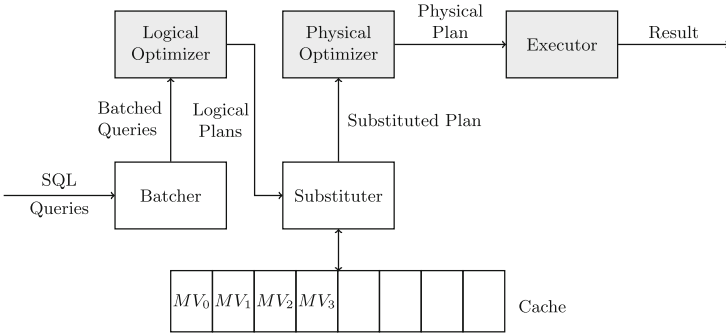 Logical
Optimizer
Physical
Optimizer
Physical
Plan
Executor
Result
Batched
Queries
Logical
Plans
Substituted Plan
SQL
Queries
Batcher
Substituter
MV₀ MV₁ MV₂ MV₃
Cache